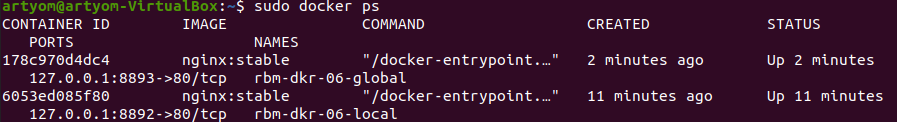 artyom@artyom-VirtualBox:~$ sudo docker ps
CONTAINER ID   IMAGE          COMMAND                  CREATED          STATUS
   PORTS                    NAMES
178c970d4dc4   nginx:stable   "/docker-entrypoint.…"   2 minutes ago    Up 2 minutes
   127.0.0.1:8893->80/tcp   rbm-dkr-06-global
6053ed085f80   nginx:stable   "/docker-entrypoint.…"   11 minutes ago   Up 11 minutes
   127.0.0.1:8892->80/tcp   rbm-dkr-06-local